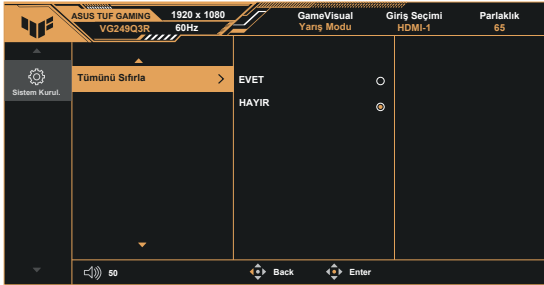 ASUS TUF GAMING 1920 x 1080 GameVisual Giriş Seçimi Parlaklık
VG249Q3R 60Hz Yarış Modu HDMI-1 65
Sistem Kurul.
Tümünü Sıfırla
EVET
HAYIR
50 Back Enter